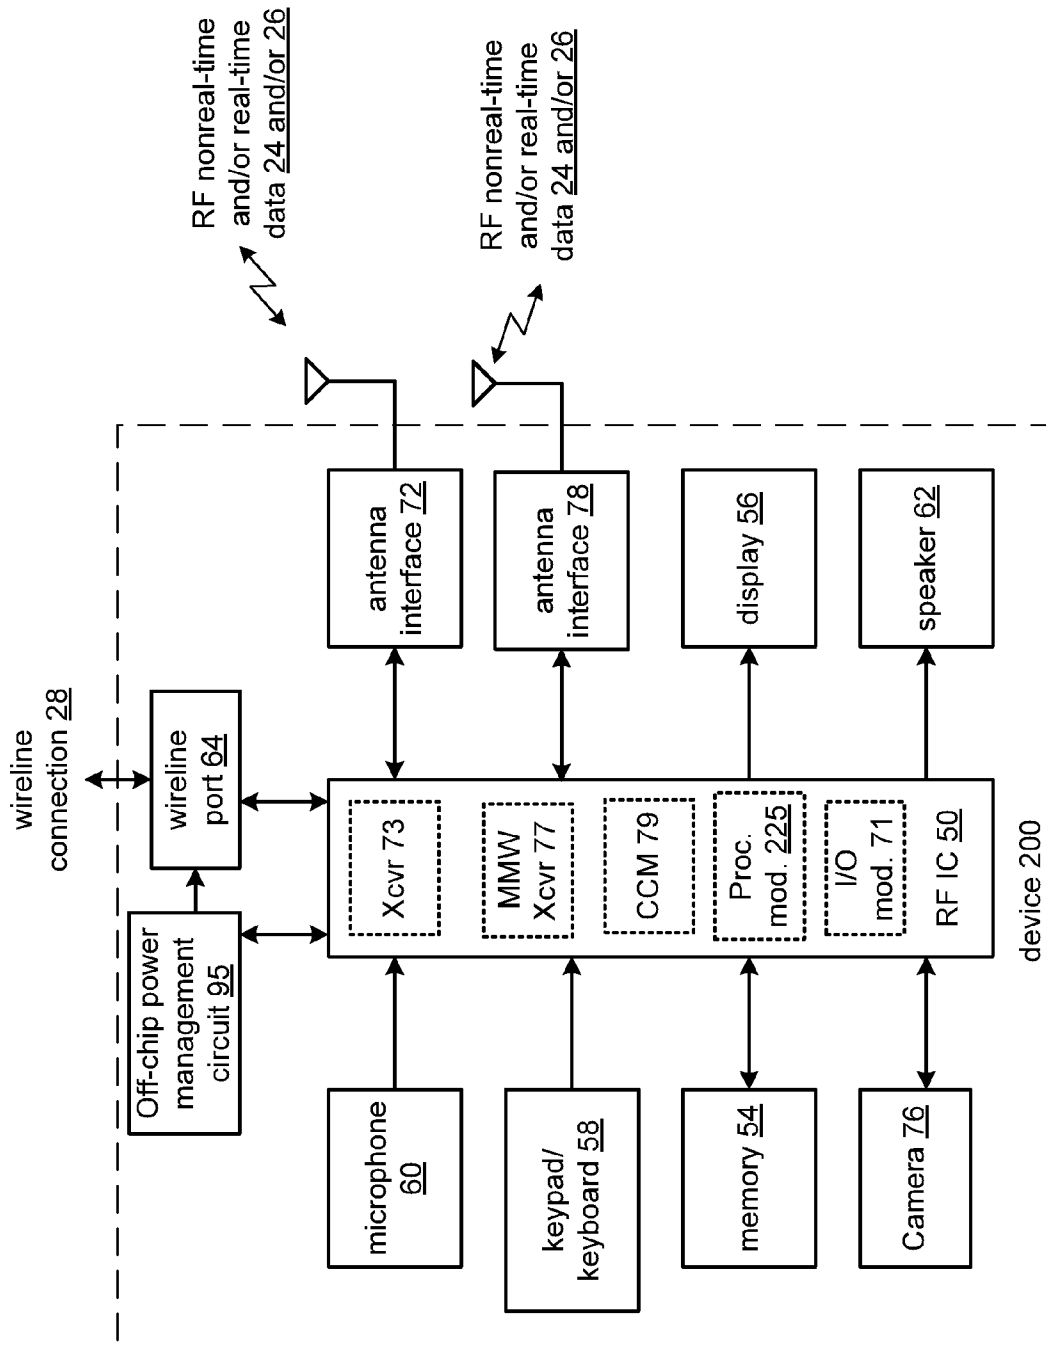 wireline
connection 28
Off-chip power
management
circuit 95
wireline
port 64
RF nonreal-time
and/or real-time
data 24 and/or 26
microphone
60
Xcvr 73
antenna
interface 72
RF nonreal-time
and/or real-time
data 24 and/or 26
keypad/
keyboard 58
MMW
Xcvr 77
antenna
interface 78
CCM 79
memory 54
Proc.
mod. 225
display 56
Camera 76
I/O
mod. 71
RF IC 50
speaker 62
device 200